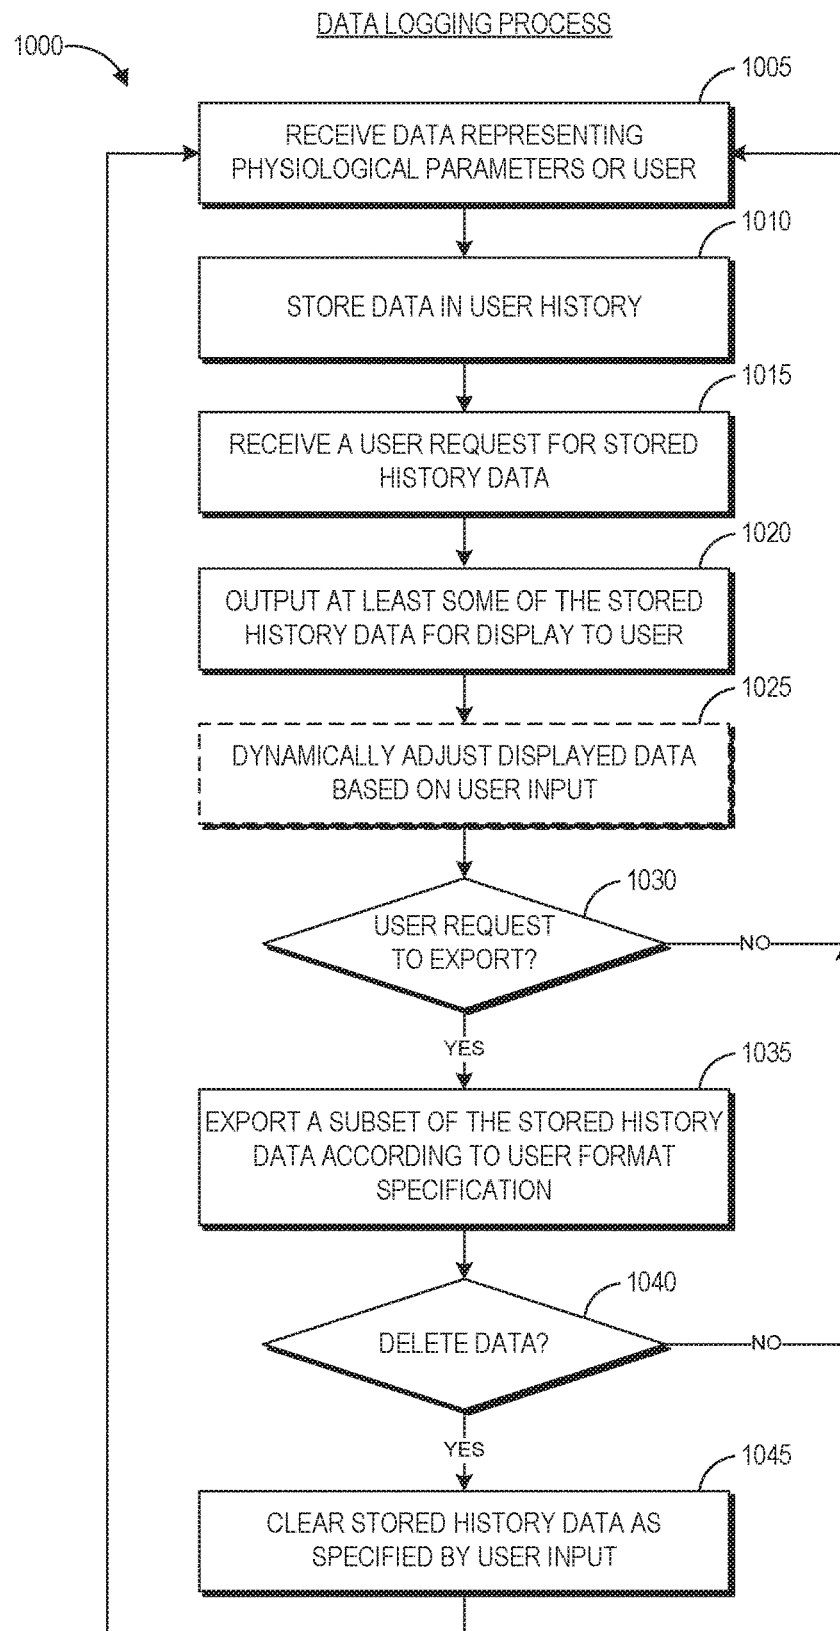 DATA LOGGING PROCESS
1000
1005
RECEIVE DATA REPRESENTING
PHYSIOLOGICAL PARAMETERS OR USER
1010
STORE DATA IN USER HISTORY
1015
RECEIVE A USER REQUEST FOR STORED
HISTORY DATA
1020
OUTPUT AT LEAST SOME OF THE STORED
HISTORY DATA FOR DISPLAY TO USER
1025
DYNAMICALLY ADJUST DISPLAYED DATA
BASED ON USER INPUT
1030
USER REQUEST
TO EXPORT?
NO
YES
1035
EXPORT A SUBSET OF THE STORED HISTORY
DATA ACCORDING TO USER FORMAT
SPECIFICATION
1040
DELETE DATA?
NO
YES
1045
CLEAR STORED HISTORY DATA AS
SPECIFIED BY USER INPUT